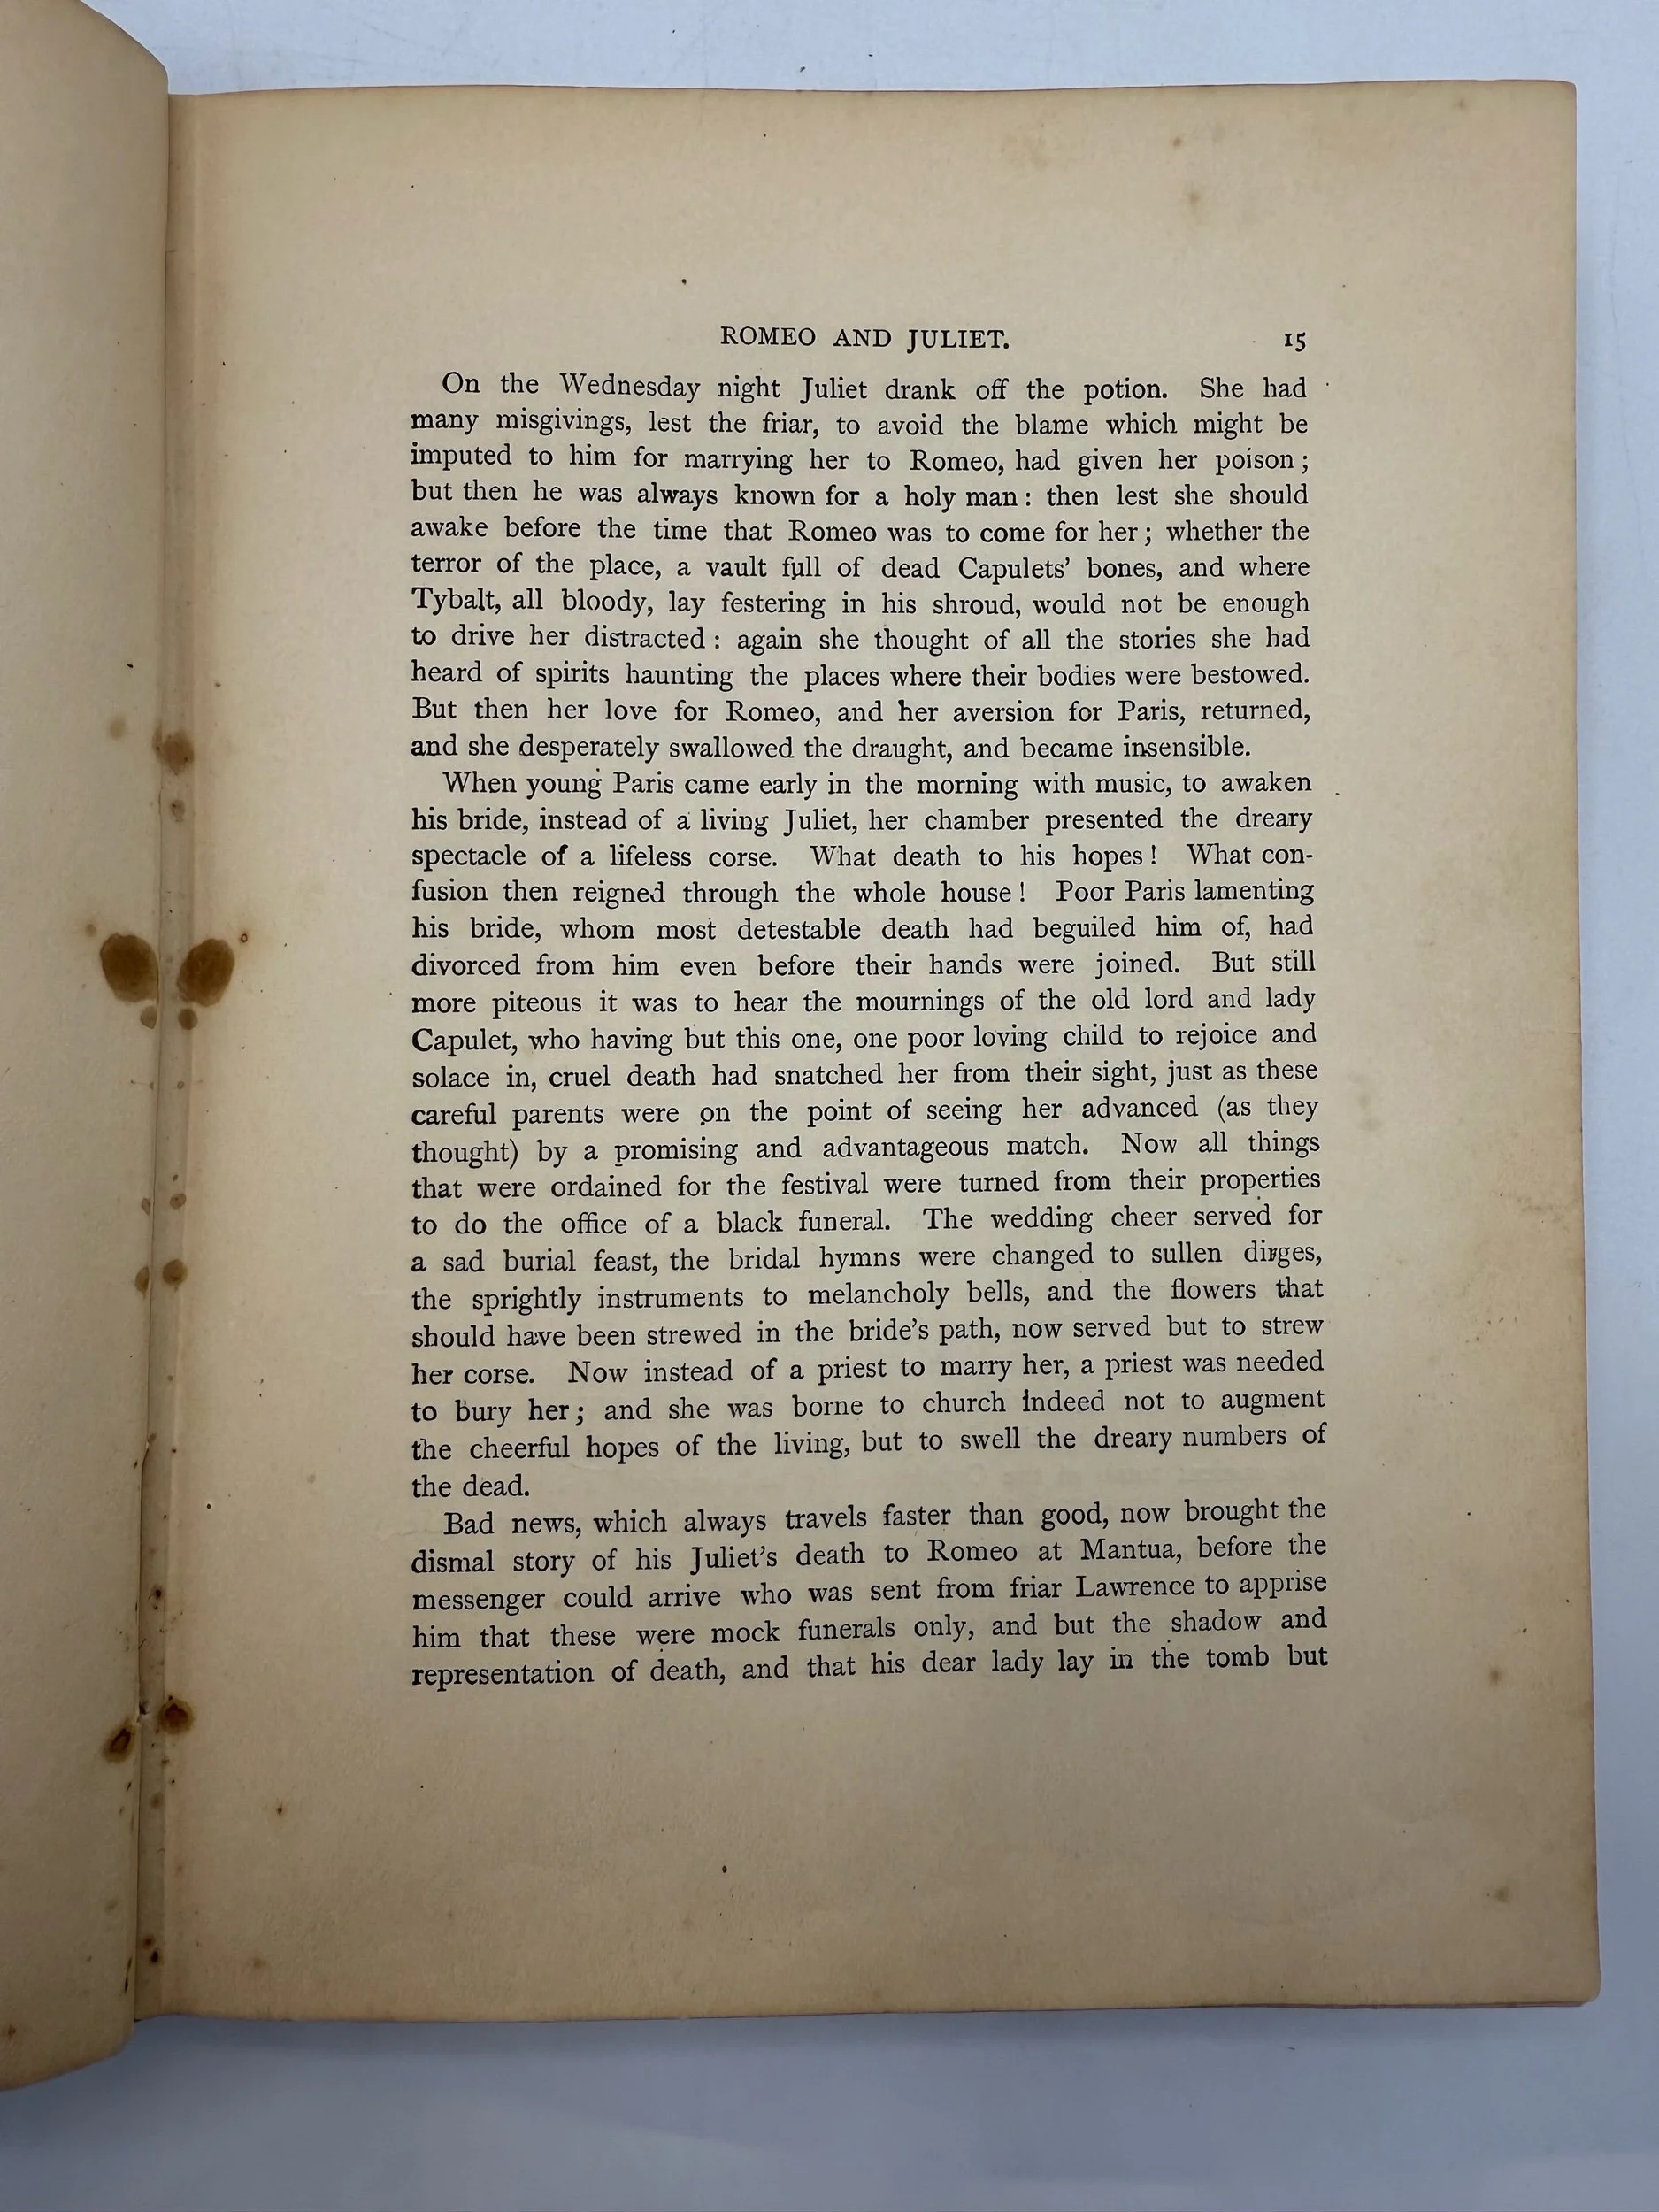 ROMEO AND JULIET. 15
On the Wednesday night Juliet drank off the potion. She had
many misgivings, lest the friar, to avoid the blame which might be
imputed to him for marrying her to Romeo, had given her poison;
but then he was always known for a holy man: then lest she should
awake before the time that Romeo was to come for her; whether the
terror of the place, a vault full of dead Capulets' bones, and where
Tybalt, all bloody, lay festering in his shroud, would not be enough
to drive her distracted: again she thought of all the stories she had
heard of spirits haunting the places where their bodies were bestowed.
But then her love for Romeo, and her aversion for Paris, returned,
and she desperately swallowed the draught, and became insensible.
When young Paris came early in the morning with music, to awaken
his bride, instead of a living Juliet, her chamber presented the dreary
spectacle of a lifeless corse. What death to his hopes! What con-
fusion then reigned through the whole house! Poor Paris lamenting
his bride, whom most detestable death had beguiled him of, had
divorced from him even before their hands were joined. But still
more piteous it was to hear the mournings of the old lord and lady
Capulet, who having but this one, one poor loving child to rejoice and
solace in, cruel death had snatched her from their sight, just as these
careful parents were on the point of seeing her advanced (as they
thought) by a promising and advantageous match. Now all things
that were ordained for the festival were turned from their properties
to do the office of a black funeral. The wedding cheer served for
a sad burial feast, the bridal hymns were changed to sullen dirges,
the sprightly instruments to melancholy bells, and the flowers that
should have been strewed in the bride's path, now served but to strew
her corse. Now instead of a priest to marry her, a priest was needed
to bury her; and she was borne to church indeed not to augment
the cheerful hopes of the living, but to swell the dreary numbers of
the dead.
Bad news, which always travels faster than good, now brought the
dismal story of his Juliet's death to Romeo at Mantua, before the
messenger could arrive who was sent from friar Lawrence to apprise
him that these were mock funerals only, and but the shadow and
representation of death, and that his dear lady lay in the tomb but